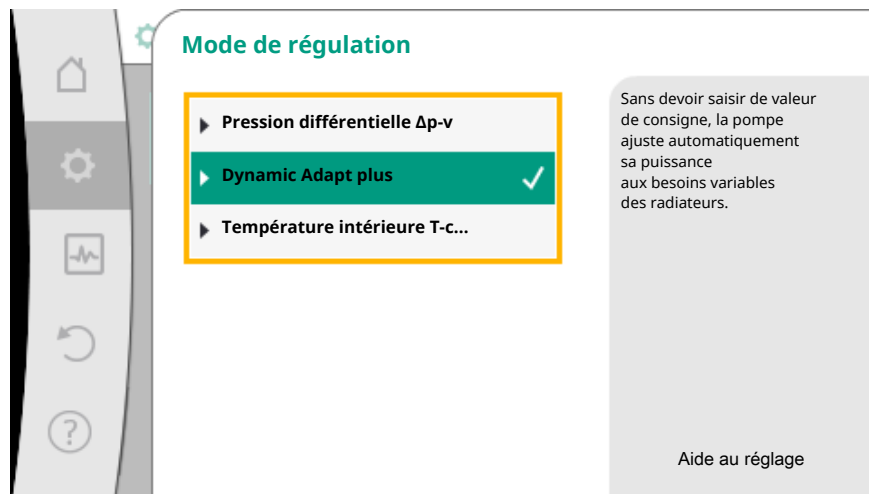 Mode de régulation
Pression différentielle Δp-v
Dynamic Adapt plus
Température intérieure T-c...
Sans devoir saisir de valeur
de consigne, la pompe
ajuste automatiquement
sa puissance
aux besoins variables
des radiateurs.
Aide au réglage
?